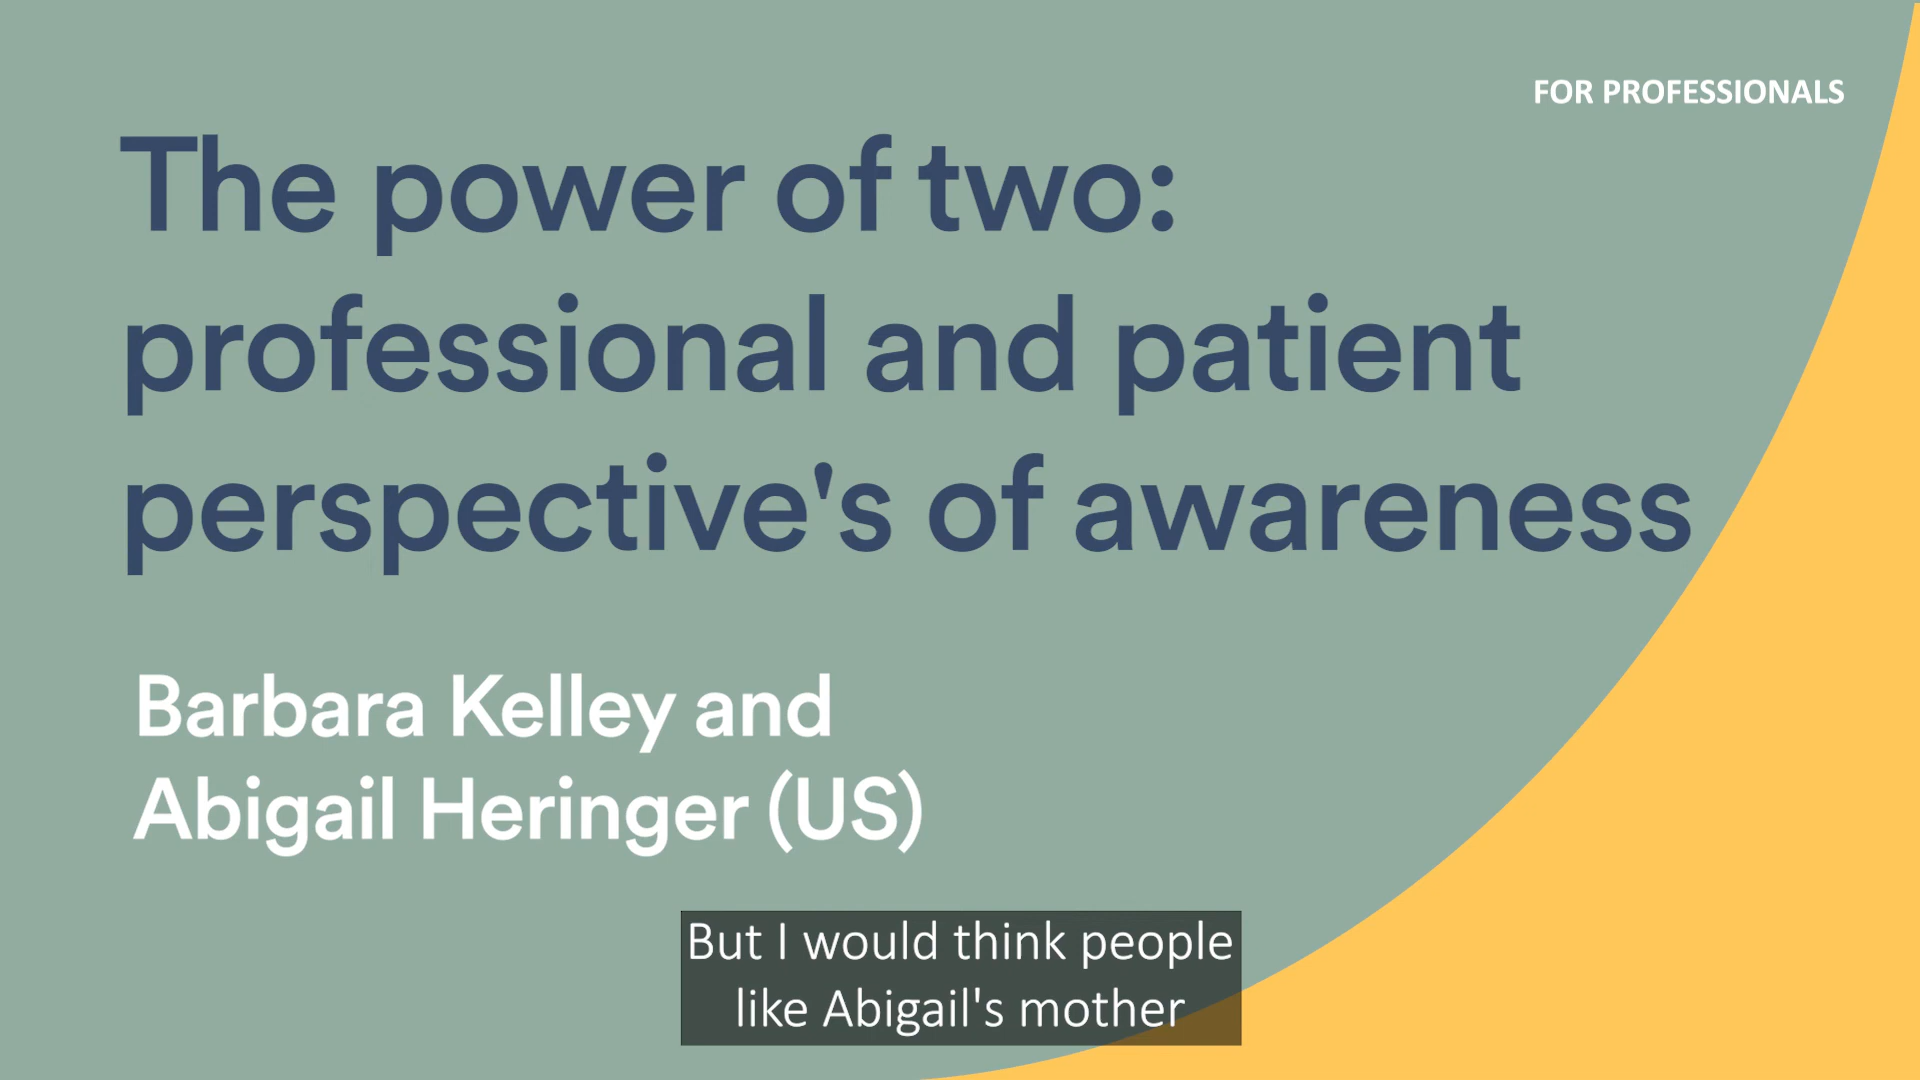 FOR PROFESSIONALS
The power of two:
professional and patient
perspective's of awareness
Barbara Kelley and
Abigail Heringer (US)
But I would think people
like Abigail's mother